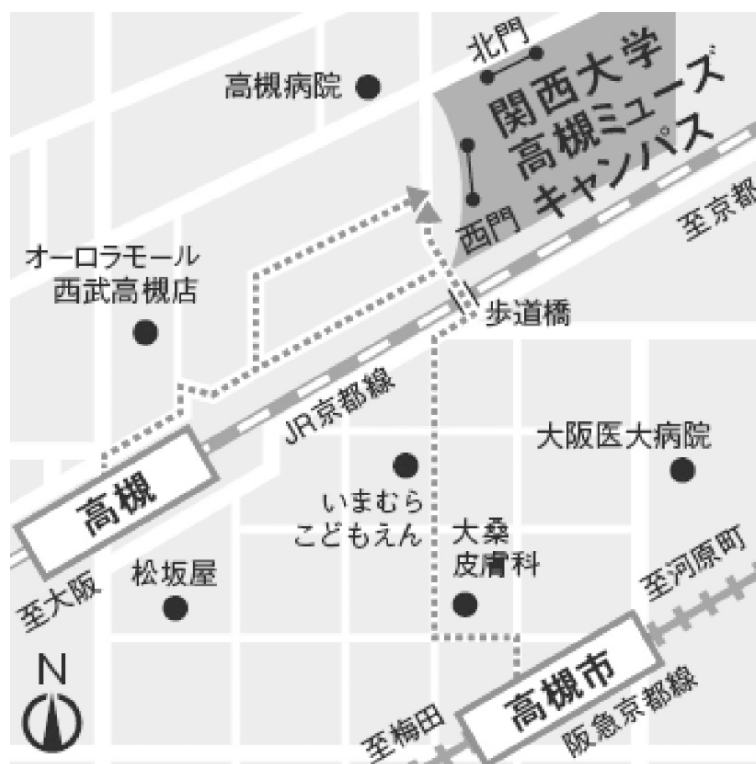 北門
高槻病院
関西大学
高槻ミューズ
キャンパス
西門
至京都
オーロラモール
西武高槻店
歩道橋
JR京都線
大阪医大病院
高槻
いまむら
こどもえん
大桑
皮膚科
至大阪
松坂屋
至河原町
N
高槻市
至梅田
阪急京都線